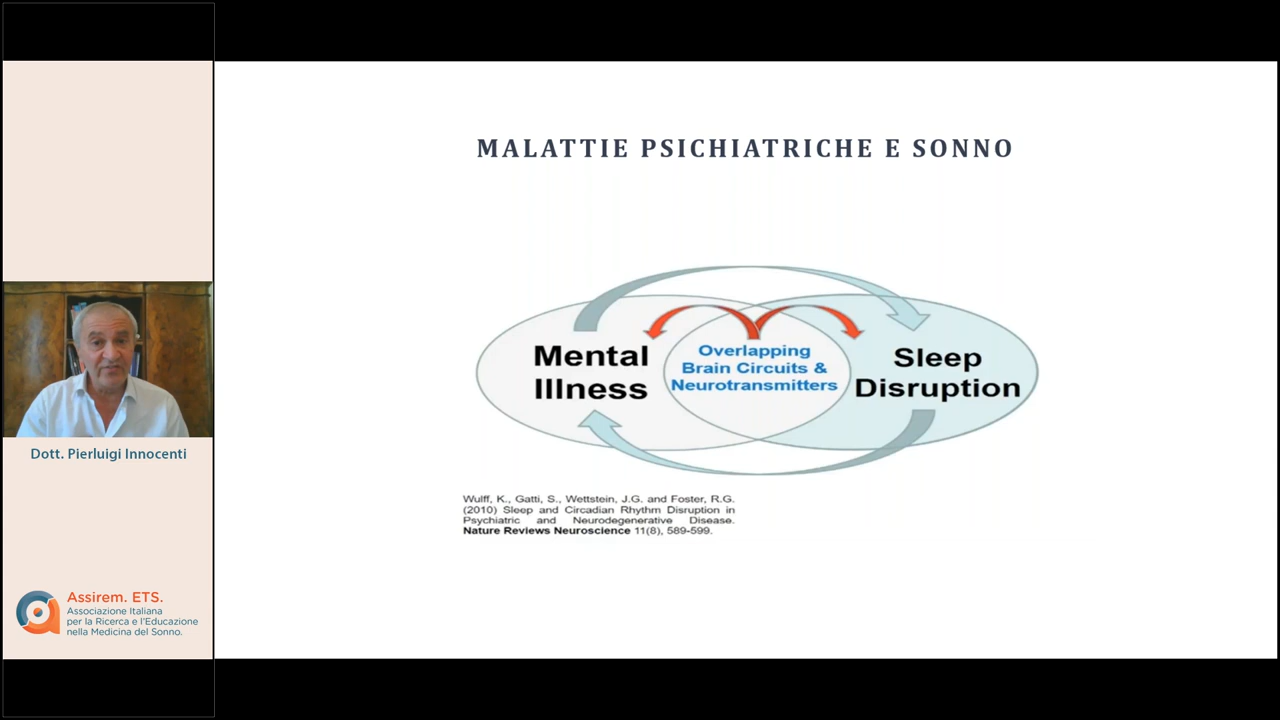 MALATTIE PSICHIATRICHE E SONNO
Mental
Illness
Overlapping
Brain Circuits &
Neurotransmitters
Sleep
Disruption
Wulff, K., Gatti, S., Wettstein, J.G. and Foster, R.G.
(2010) Sleep and Circadian Rhythm Disruption in
Psychiatric and Neurodegenerative Disease.
Nature Reviews Neuroscience 11(8), 589-599.
Dott. Pierluigi Innocenti
Assirem. ETS.
Associazione Italiana
per la Ricerca e l'Educazione
nella Medicina del Sonno.